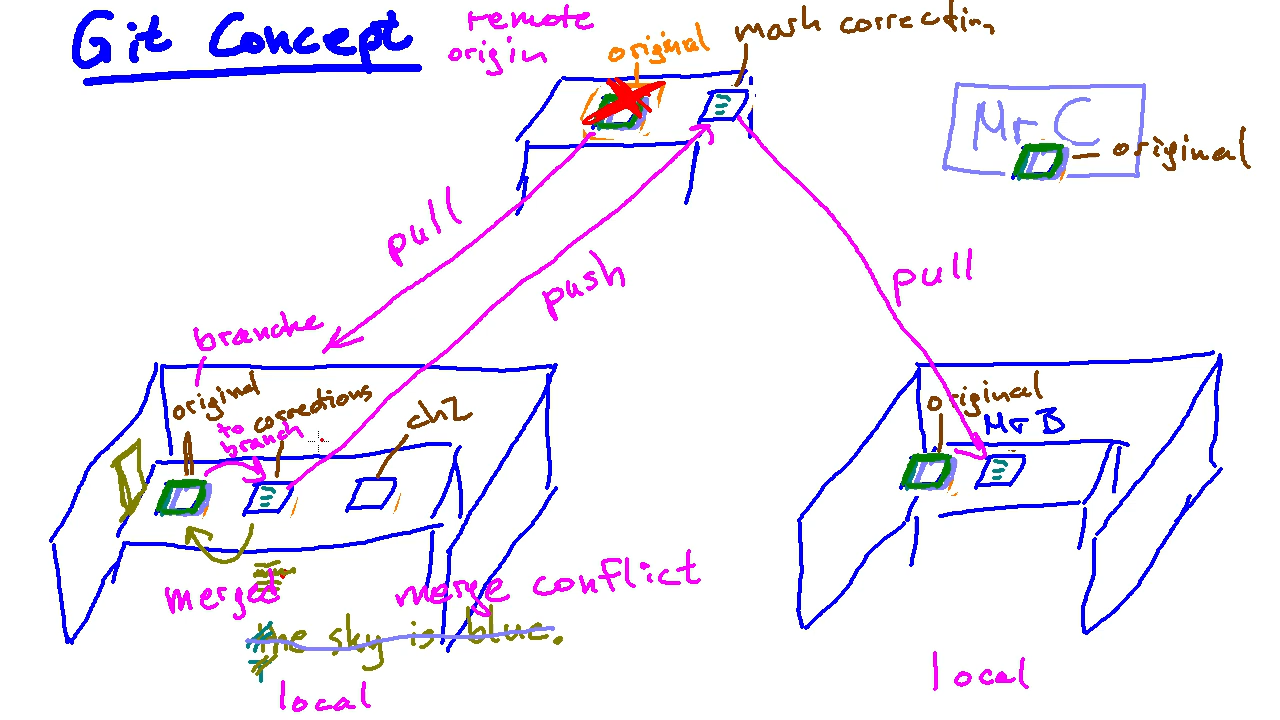 Git Concept
remote
origin
original
mash correction
Mr C
original
pull
push
pull
branche
original
to
branch
corrections
ch2
original
Mr B
merged
merge conflict
the sky is blue.
local
local